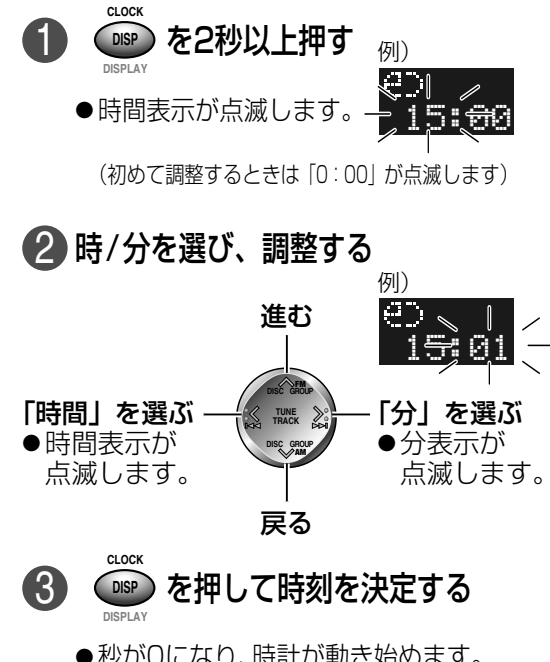 CLOCK
1 DISP を2秒以上押す
DISPLAY
例)
●時間表示が点滅します。
15:00
(初めて調整するときは「0:00」が点滅します)
2 時/分を選び、調整する
例)
進む
15:01
FM
DISC GROUP
「時間」を選ぶ
TUNE
TRACK
「分」を選ぶ
●時間表示が
点滅します。
DISC GROUP
AM
●分表示が
点滅します。
戻る
CLOCK
3 DISP を押して時刻を決定する
DISPLAY
●秒が0になり、時計が動き始めます。